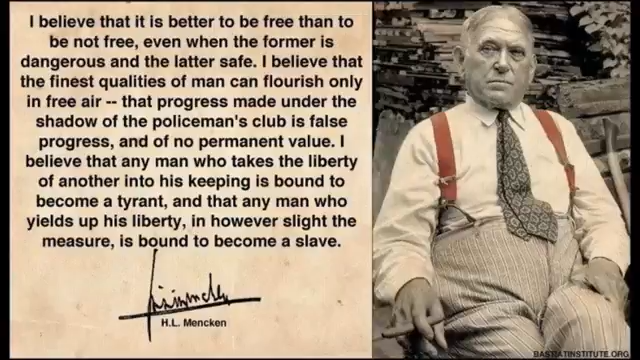 I believe that it is better to be free than to
be not free, even when the former is
dangerous and the latter safe. I believe that
the finest qualities of man can flourish only
in free air -- that progress made under the
shadow of the policeman's club is false
progress, and of no permanent value. I
believe that any man who takes the liberty
of another into his keeping is bound to
become a tyrant, and that any man who
yields up his liberty, in however slight the
measure, is bound to become a slave.
H.L. Mencken
BASTIATINSTITUTE.ORG